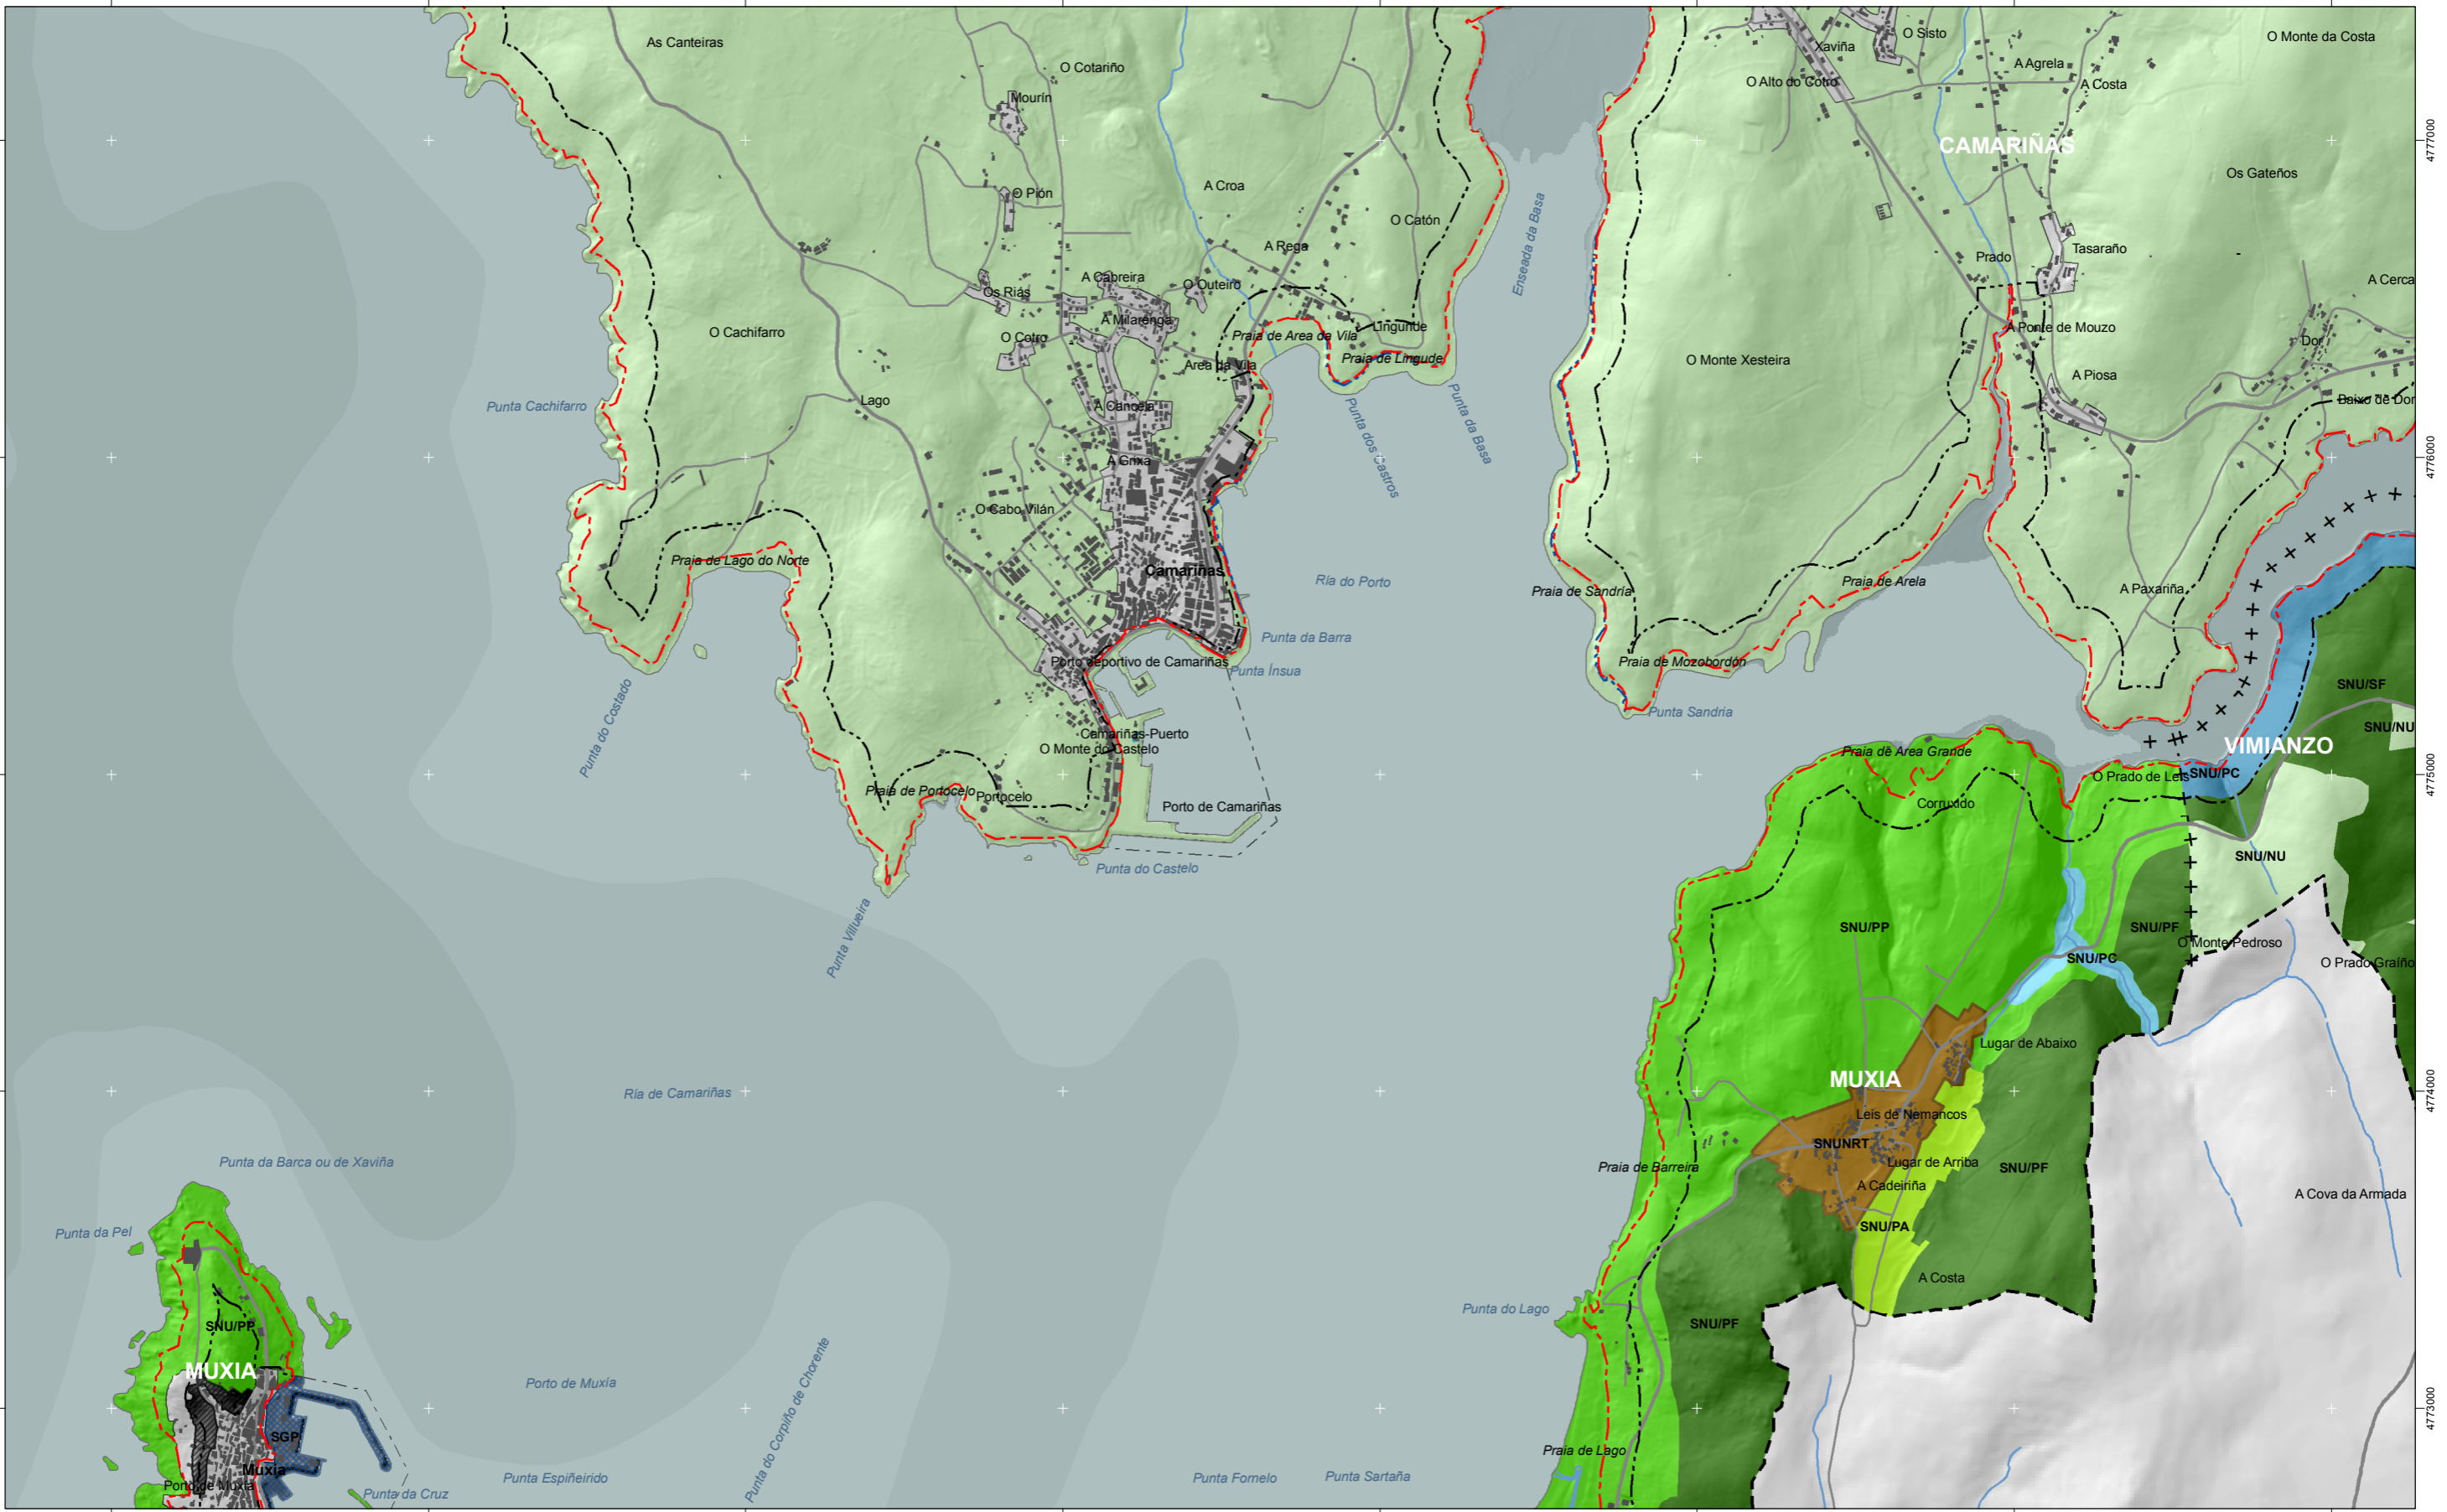 As Canteiras
O Cotariño
Xaviña
O Sisto
O Monte da Costa
Mourín
O Alto do Cotro
A Agrela
A Costa
CAMARIÑAS
4777000
O Pión
A Croa
O Catón
Enseada da Basa
Os Gateños
A Rega
Prado
Tasaraño
Os Riás
A Cabreira
O Outeiro
A Cerca
O Cachifarro
O Cotro
A Milarenga
Praia de Area da Vila
Lingunde
A Ponte de Mouzo
Dor
Area da Vila
Praia de Lingude
O Monte Xesteira
A Piosa
Punta Cachifarro
Lago
A Cancela
Punta dos Castros
Punta da Basa
Baixo de Dor
A Grixa
4776000
O Cabo Vilán
Praia de Lago do Norte
Camariñas
Ría do Porto
Praia de Sandría
Praia de Arela
A Paxariña
Punta da Barra
Porto deportivo de Camariñas
Punta Ínsua
Praia de Mozobordón
SNU/SF
Punta do Costado
Punta Sandria
SNU/NU
Camariñas-Puerto
O Monte do Castelo
Praia de Area Grande
VIMIANZO
Praia de Portocelo
Portocelo
Porto de Camariñas
Corruxido
O Prado de Leis
SNU/PC
4775000
Punta do Castelo
SNU/NU
Punta Villueira
SNU/PP
SNU/PF
O Monte Pedroso
SNU/PC
O Prado Graíño
Lugar de Abaixo
Ría de Camariñas
MUXIA
4774000
Leis de Nemancos
SNUNRT
Punta da Barca ou de Xaviña
Praia de Barreira
Lugar de Arriba
SNU/PF
A Cadeiriña
A Cova da Armada
Punta da Pel
SNU/PA
A Costa
SNU/PP
Punta do Lago
SNU/PF
MUXIA
Porto de Muxía
Punta do Corpiño de Chorente
4773000
SGP
Muxía
Praia de Lago
Porto de Muxia
Punta da Cruz
Punta Espiñeirido
Punta Fornelo
Punta Sartaña